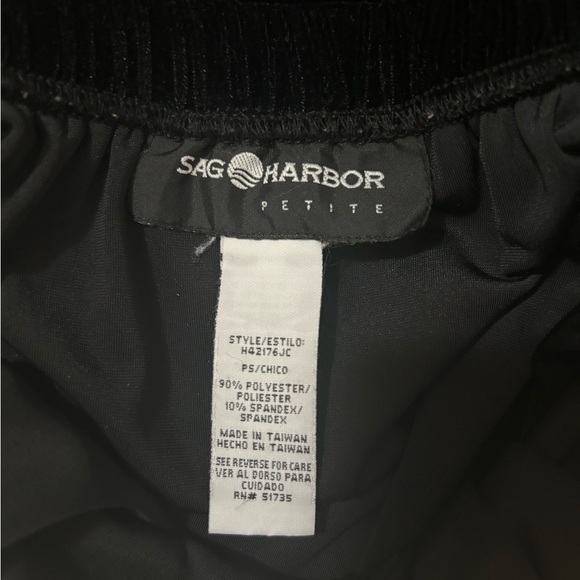 SAG HARBOR
PETITE
STYLE/ESTILO:
H42176JC
PS/CHICO
90% POLYESTER/
POLIESTER
10% SPANDEX/
SPANDEX
MADE IN TAIWAN
HECHO EN TAIWAN
SEE REVERSE FOR CARE
VER AL DORSO PARA
CUIDADO
RN# 51735